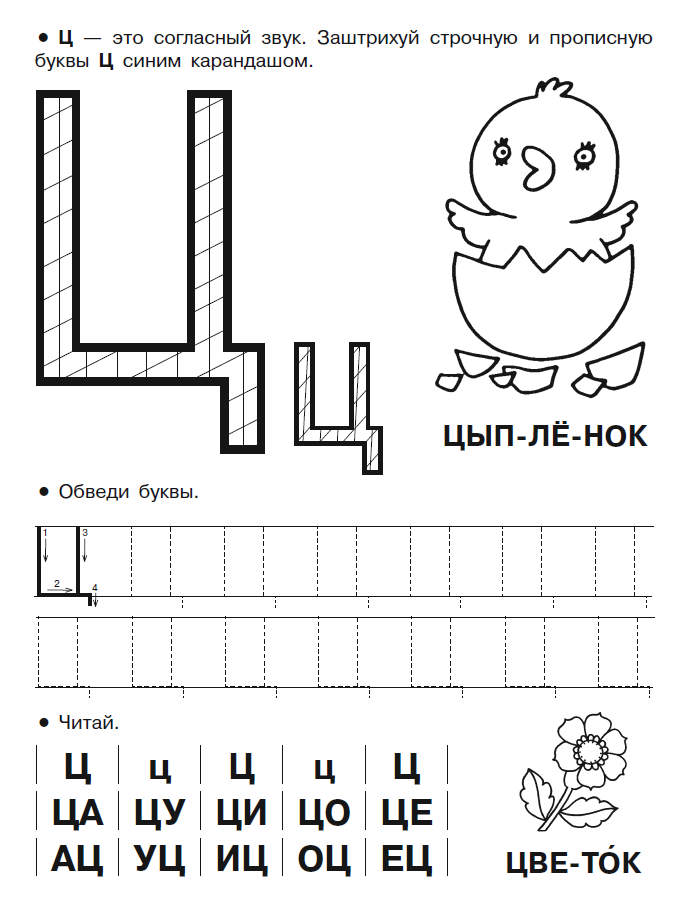 ● Ц — это согласный звук. Заштрихуй строчную и прописную
буквы Ц синим карандашом.
Ц ц
ЦЫП-ЛЁ-НОК
● Обведи буквы.
1 3
2 4
● Читай.
Ц ц Ц ц Ц
ЦА ЦУ ЦИ ЦО ЦЕ
АЦ УЦ ИЦ ОЦ ЕЦ
ЦВЕ-ТО́К